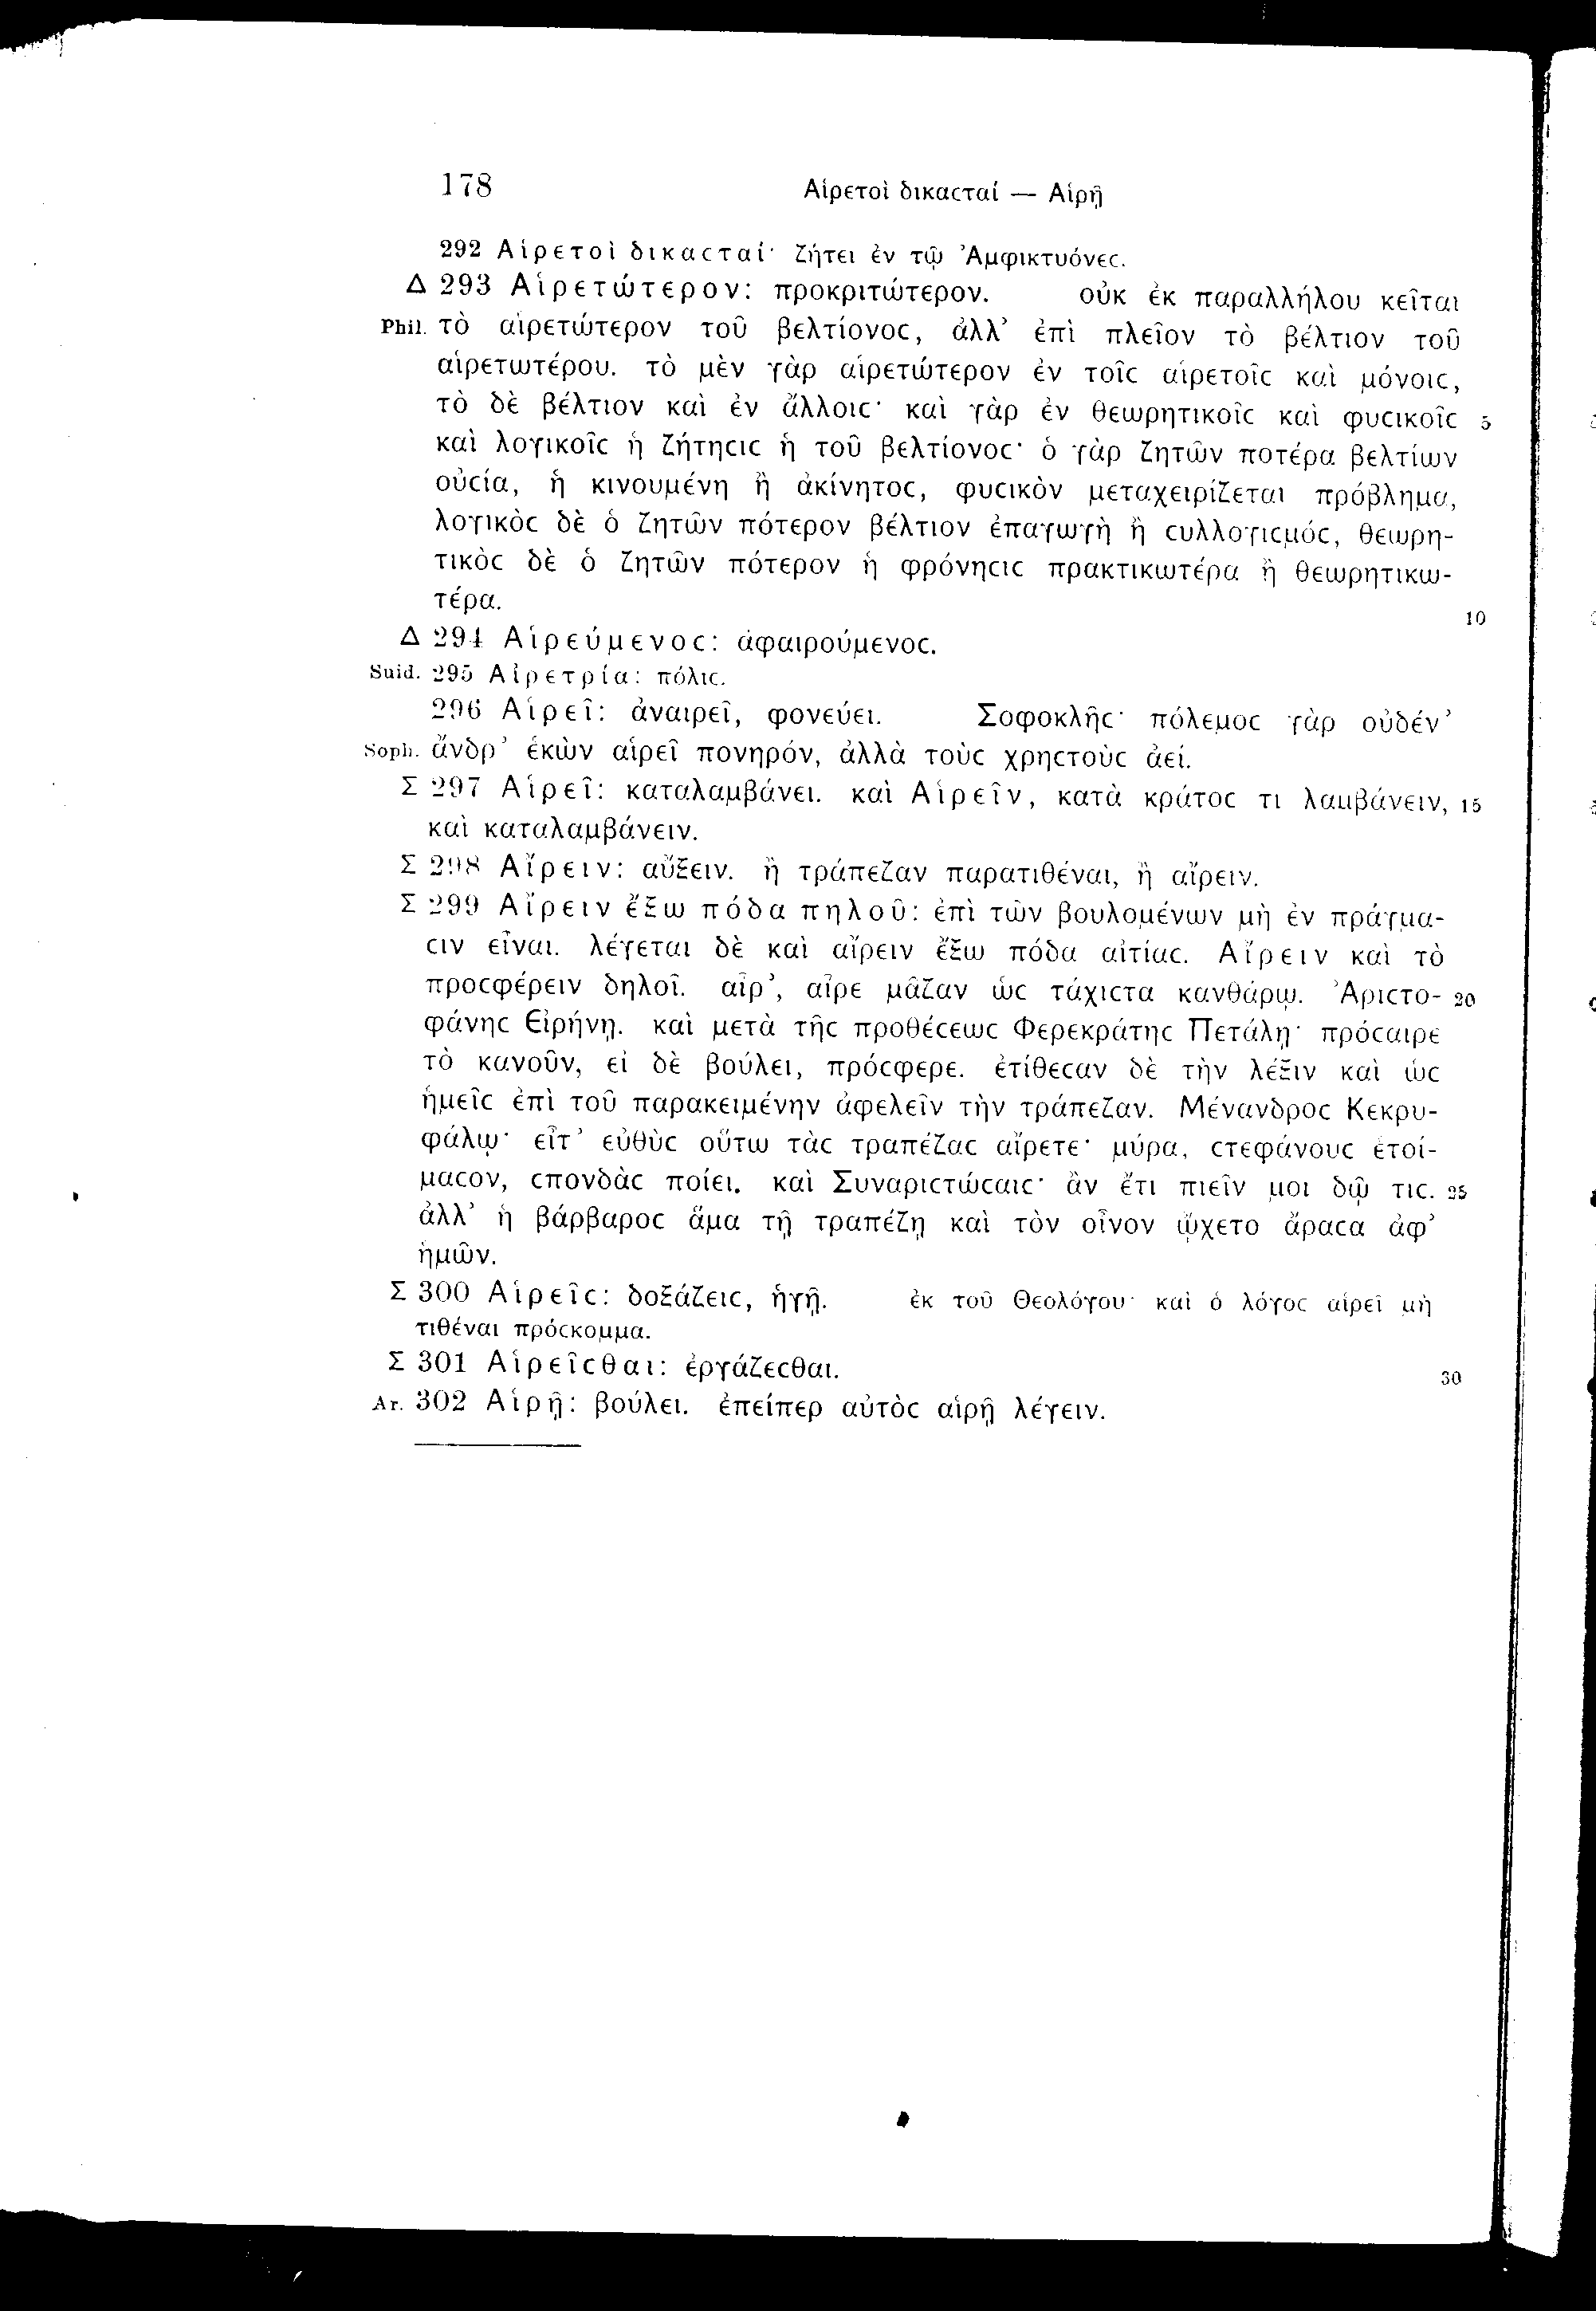 178 Αἱρετοὶ δικαϲταί — Αἱρῇ
292 Αἱρετοὶ δικαϲταί· ζήτει ἐν τῷ Ἀμφικτυόνεϲ.
Δ 293 Αἱρετώτερον: προκριτώτερον. οὐκ ἐκ παραλλήλου κεῖται
Phil. τὸ αἱρετώτερον τοῦ βελτίονοϲ, ἀλλ’ ἐπὶ πλεῖον τὸ βέλτιον τοῦ
αἱρετωτέρου. τὸ μὲν γὰρ αἱρετώτερον ἐν τοῖϲ αἱρετοῖϲ καὶ μόνοιϲ,
τὸ δὲ βέλτιον καὶ ἐν ἄλλοιϲ· καὶ γὰρ ἐν θεωρητικοῖϲ καὶ φυϲικοῖϲ 5
καὶ λογικοῖϲ ἡ ζήτηϲιϲ ἡ τοῦ βελτίονοϲ· ὁ γὰρ ζητῶν ποτέρα βελτίων
οὐϲία, ἡ κινουμένη ἢ ἀκίνητοϲ, φυϲικὸν μεταχειρίζεται πρόβλημα,
λογικὸϲ δὲ ὁ ζητῶν πότερον βέλτιον ἐπαγωγὴ ἢ ϲυλλογιϲμόϲ, θεωρη-
τικὸϲ δὲ ὁ ζητῶν πότερον ἡ φρόνηϲιϲ πρακτικωτέρα ἢ θεωρητικω-
τέρα. 10
Δ 294 Αἱρεύμενοϲ: ἀφαιρούμενοϲ.
Suid. 295 Αἱρετρία: πόλιϲ.
296 Αἱρεῖ: ἀναιρεῖ, φονεύει. Σοφοκλῆϲ· πόλεμοϲ γὰρ οὐδέν’
Soph. ἄνδρ’ ἑκὼν αἱρεῖ πονηρόν, ἀλλὰ τοὺϲ χρηϲτοὺϲ ἀεί.
Σ 297 Αἱρεῖ: καταλαμβάνει. καὶ Αἱρεῖν, κατὰ κράτοϲ τι λαμβάνειν, 15
καὶ καταλαμβάνειν.
Σ 298 Αἴρειν: αὔξειν. ἢ τράπεζαν παρατιθέναι, ἢ αἴρειν.
Σ 299 Αἴρειν ἔξω πόδα πηλοῦ: ἐπὶ τῶν βουλομένων μὴ ἐν πράγμα-
ϲιν εἶναι. λέγεται δὲ καὶ αἴρειν ἔξω πόδα αἰτίαϲ. Αἴρειν καὶ τὸ
προϲφέρειν δηλοῖ. αἶρ’, αἶρε μᾶζαν ὡϲ τάχιϲτα κανθάρῳ. Ἀριϲτο- 20
φάνηϲ Εἰρήνῃ. καὶ μετὰ τῆϲ προθέϲεωϲ Φερεκράτηϲ Πετάλῃ· πρόϲαιρε
τὸ κανοῦν, εἰ δὲ βούλει, πρόϲφερε. ἐτίθεϲαν δὲ τὴν λέξιν καὶ ὡϲ
ἡμεῖϲ ἐπὶ τοῦ παρακειμένην ἀφελεῖν τὴν τράπεζαν. Μένανδροϲ Κεκρυ-
φάλῳ· εἶτ’ εὐθὺϲ οὕτω τὰϲ τραπέζαϲ αἴρετε· μύρα, ϲτεφάνουϲ ἑτοί-
μαϲον, ϲπονδὰϲ ποίει. καὶ Συναριϲτώϲαιϲ· ἂν ἔτι πιεῖν μοι δῷ τιϲ. 25
ἀλλ’ ἡ βάρβαροϲ ἅμα τῇ τραπέζῃ καὶ τὸν οἶνον ᾤχετο ἄραϲα ἀφ’
ἡμῶν.
Σ 300 Αἱρεῖϲ: δοξάζειϲ, ἡγῇ. ἐκ τοῦ Θεολόγου· καὶ ὁ λόγοϲ αἱρεῖ μὴ
τιθέναι πρόϲκομμα.
Σ 301 Αἱρεῖϲθαι: ἐργάζεϲθαι. 30
Ar. 302 Αἱρῇ: βούλει. ἐπείπερ αὐτὸϲ αἱρῇ λέγειν.